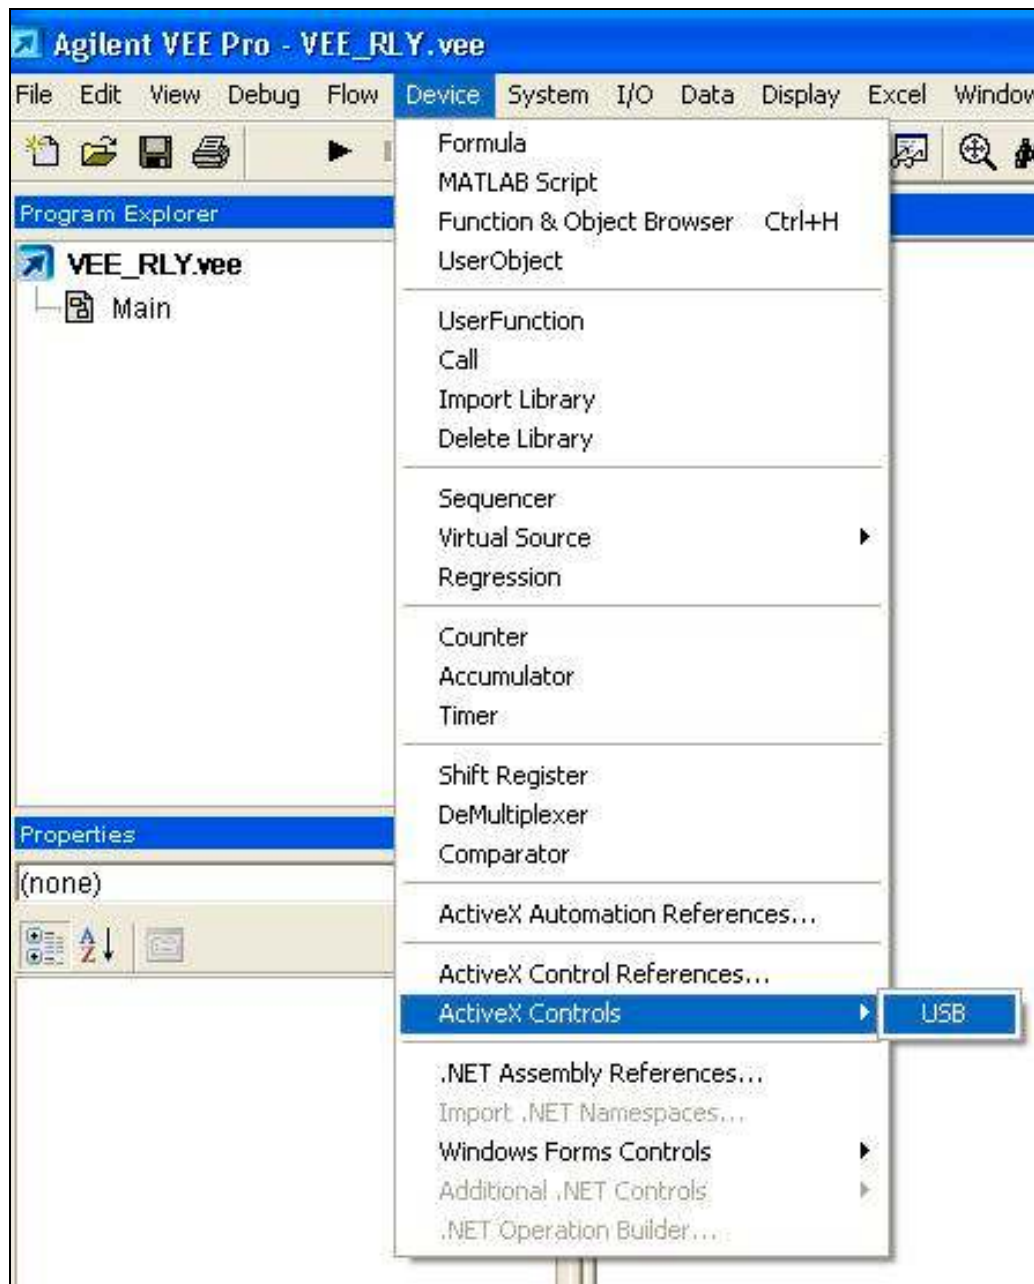 Agilent VEE Pro - VEE_RLY.vee
File Edit View Debug Flow Device System I/O Data Display Excel Window
Program Explorer
VEE_RLY.vee
Main
Properties
(none)
Formula
MATLAB Script
Function & Object Browser Ctrl+H
UserObject
UserFunction
Call
Import Library
Delete Library
Sequencer
Virtual Source
Regression
Counter
Accumulator
Timer
Shift Register
DeMultiplexer
Comparator
ActiveX Automation References...
ActiveX Control References...
ActiveX Controls
USB
.NET Assembly References...
Import .NET Namespaces...
Windows Forms Controls
Additional .NET Controls
.NET Operation Builder...